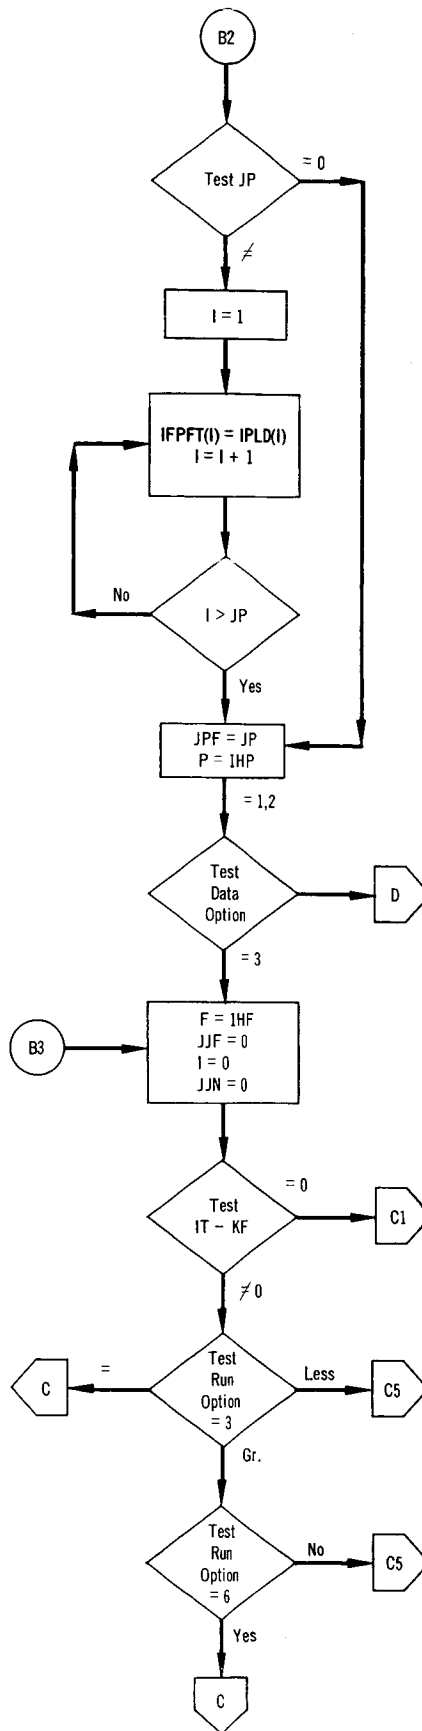 B2
Test JP
= 0
≠
I = 1
IFPFT(I) = IPLD(I)
I = I + 1
No
I > JP
Yes
JPF = JP
P = 1HP
= 1,2
Test
Data
Option
D
= 3
B3
F = 1HF
JJF = 0
I = 0
JJN = 0
Test
IT - KF
= 0
C1
≠ 0
C
=
Test
Run
Option
= 3
Less
C5
Gr.
Test
Run
Option
= 6
No
C5
Yes
C